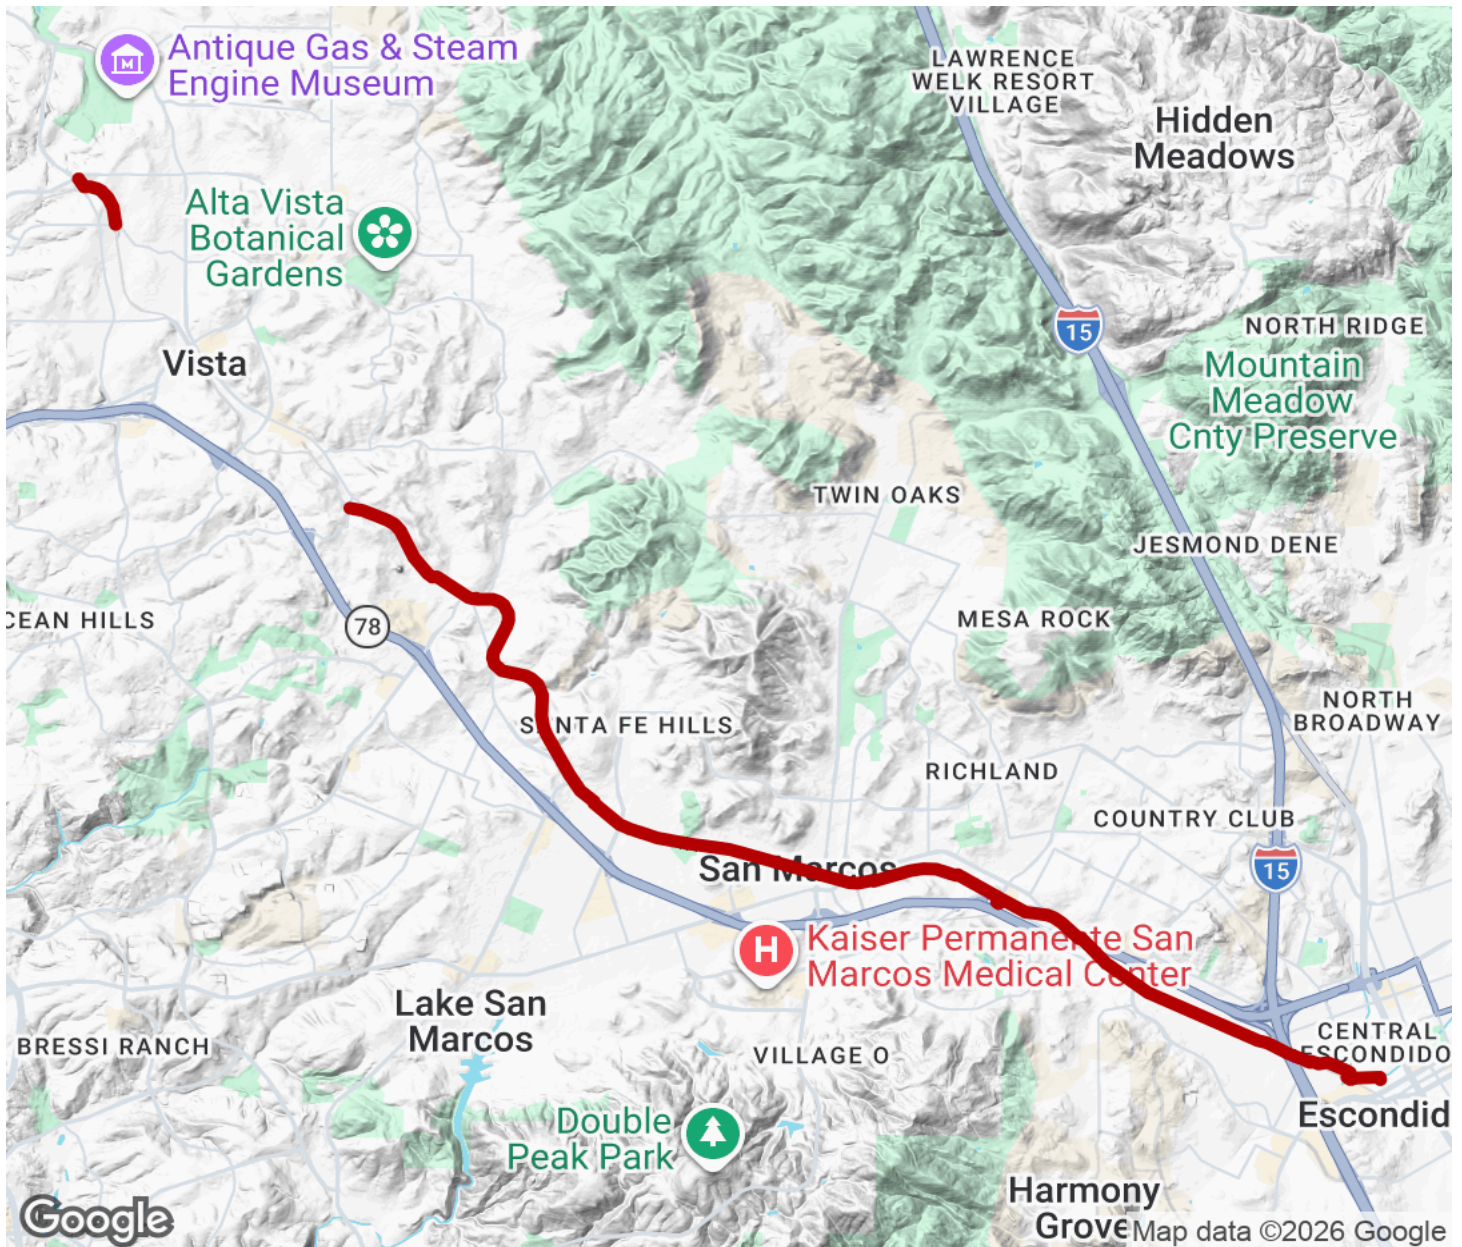 Antique Gas & Steam
Engine Museum
LAWRENCE
WELK RESORT
VILLAGE
Hidden
Meadows
Alta Vista
Botanical
Gardens
15
NORTH RIDGE
Mountain
Meadow
Cnty Preserve
Vista
TWIN OAKS
JESMOND DENE
CEAN HILLS
78
MESA ROCK
SANTA FE HILLS
NORTH
BROADWAY
RICHLAND
COUNTRY CLUB
San Marcos
15
H
Kaiser Permanente San
Marcos Medical Center
Lake San
Marcos
BRESSI RANCH
VILLAGE O
CENTRAL
ESCONDIDO
Escondid
Double
Peak Park
Harmony
Grove
Google
Map data ©2026 Google
M